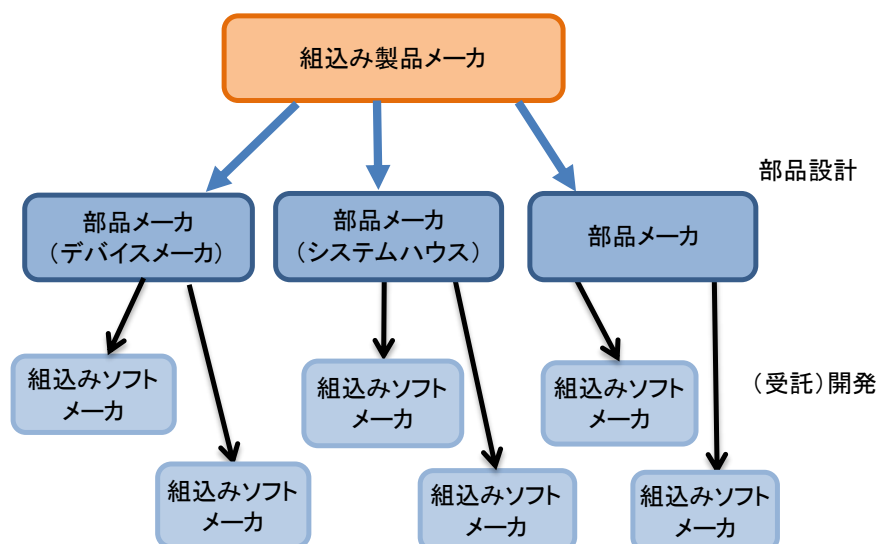 組込み製品メーカ
部品設計
部品メーカ
(デバイスメーカ)
部品メーカ
(システムハウス)
部品メーカ
組込みソフト
メーカ
組込みソフト
メーカ
組込みソフト
メーカ
(受託)開発
組込みソフト
メーカ
組込みソフト
メーカ
組込みソフト
メーカ